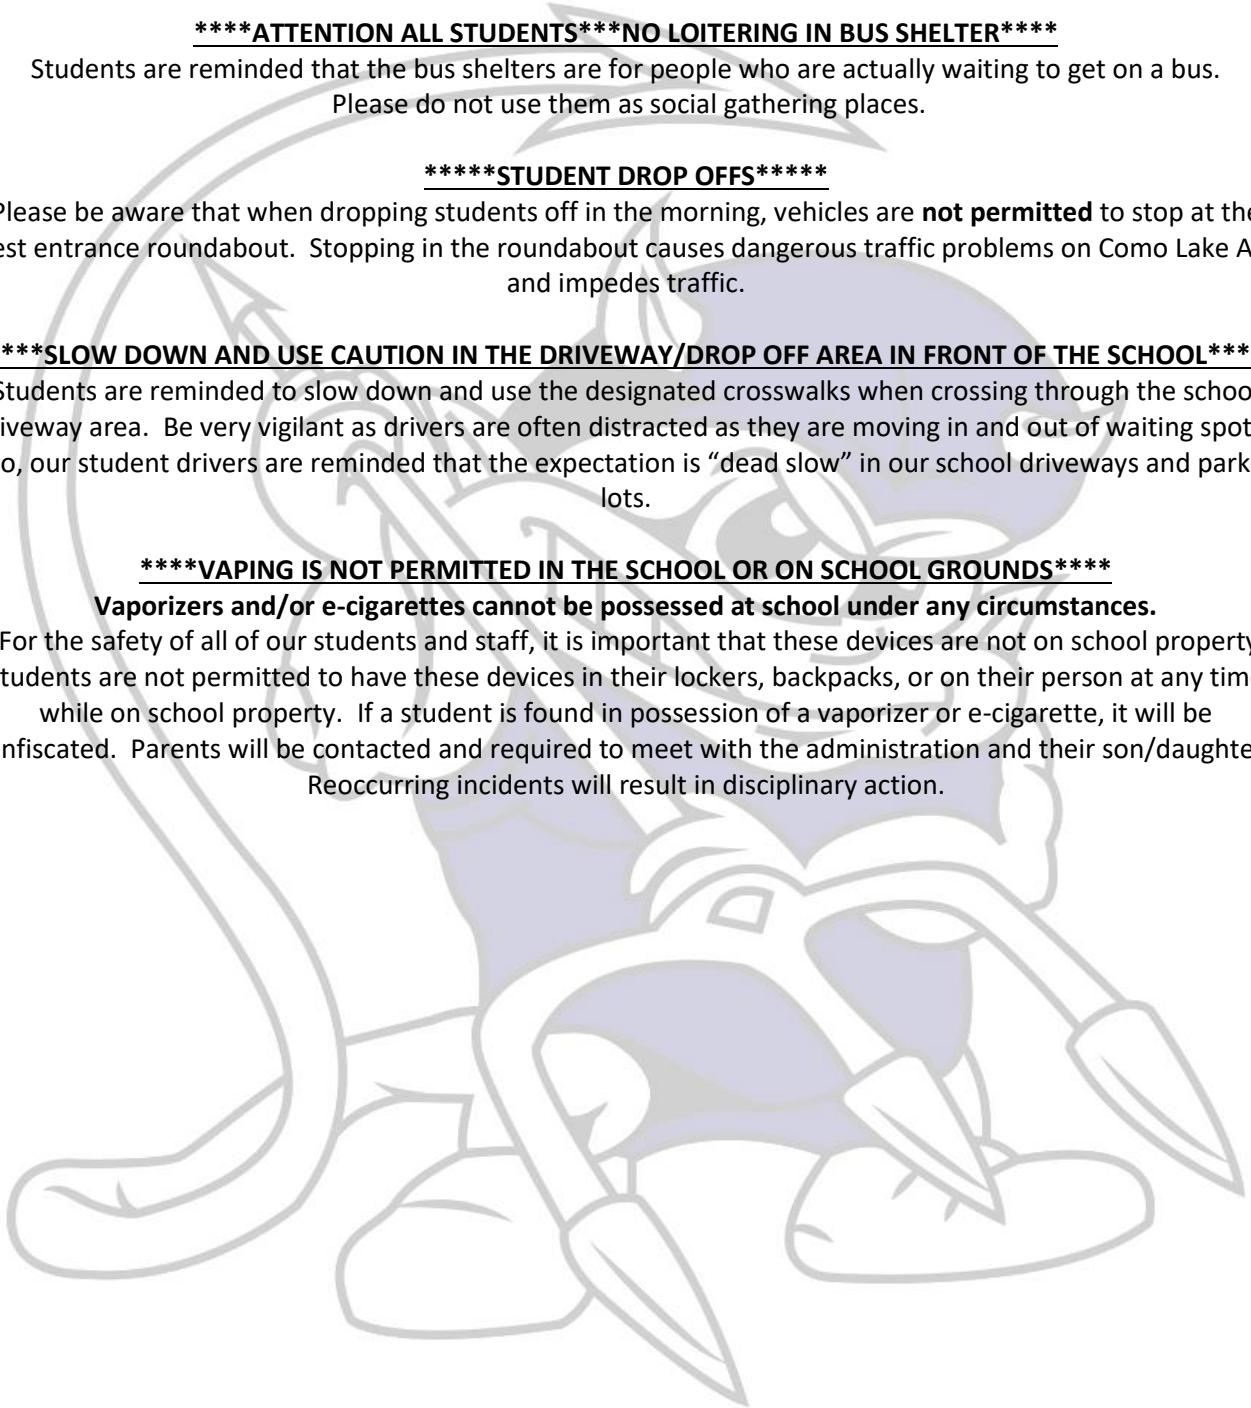 ****ATTENTION ALL STUDENTS***NO LOITERING IN BUS SHELTER****
Students are reminded that the bus shelters are for people who are actually waiting to get on a bus.
Please do not use them as social gathering places.
*****STUDENT DROP OFFS*****
Please be aware that when dropping students off in the morning, vehicles are not permitted to stop at the
est entrance roundabout. Stopping in the roundabout causes dangerous traffic problems on Como Lake A
and impedes traffic.
***SLOW DOWN AND USE CAUTION IN THE DRIVEWAY/DROP OFF AREA IN FRONT OF THE SCHOOL***
Students are reminded to slow down and use the designated crosswalks when crossing through the school
iveway area. Be very vigilant as drivers are often distracted as they are moving in and out of waiting spot
o, our student drivers are reminded that the expectation is “dead slow” in our school driveways and park
lots.
****VAPING IS NOT PERMITTED IN THE SCHOOL OR ON SCHOOL GROUNDS****
Vaporizers and/or e-cigarettes cannot be possessed at school under any circumstances.
For the safety of all of our students and staff, it is important that these devices are not on school property
tudents are not permitted to have these devices in their lockers, backpacks, or on their person at any tim
while on school property. If a student is found in possession of a vaporizer or e-cigarette, it will be
nfiscated. Parents will be contacted and required to meet with the administration and their son/daughte
Reoccurring incidents will result in disciplinary action.